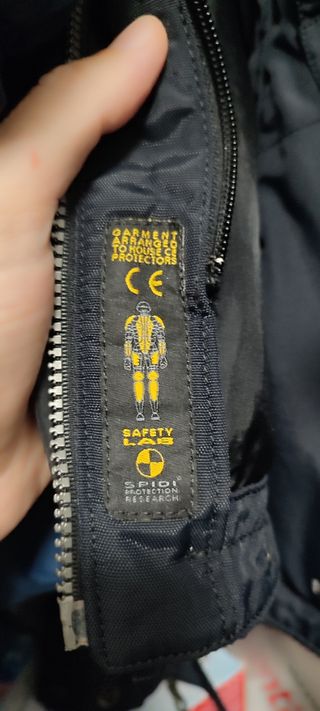 GARMENT
ARRANGED
TO HOUSE CE
PROTECTORS
CE
SAFETY
LAB
SPIDI
PROTECTION
RESEARCH